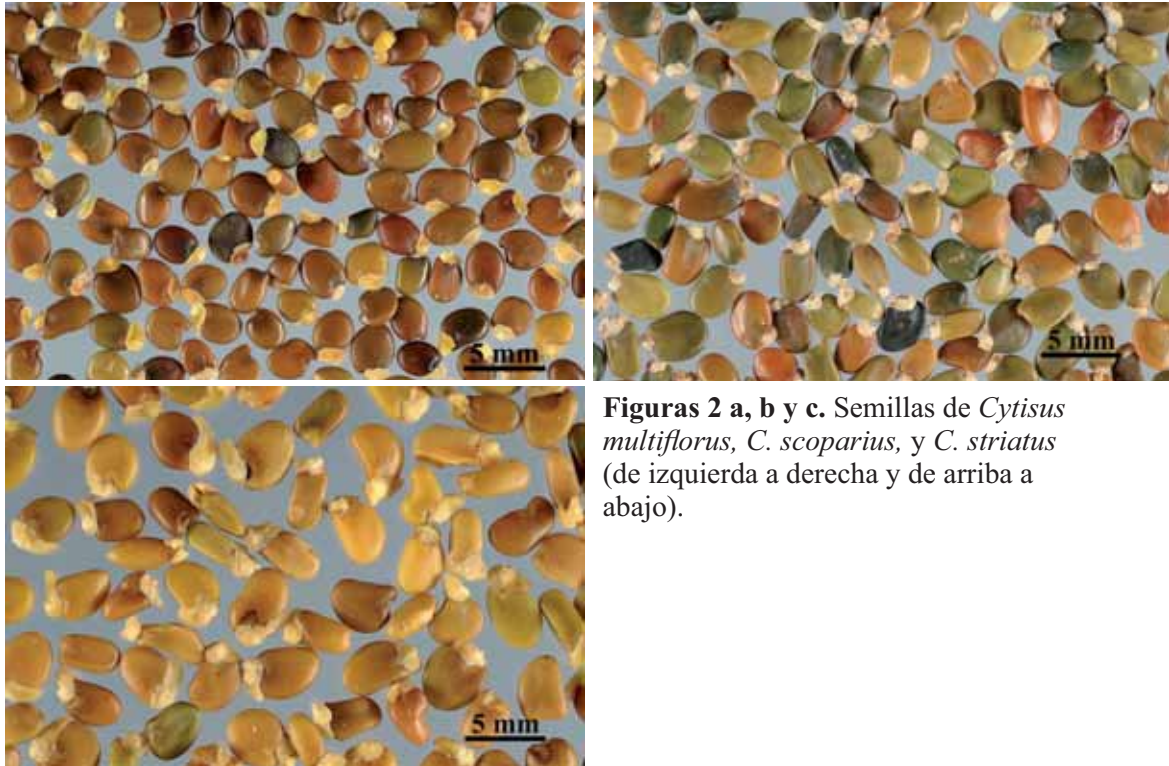 5 mm
5 mm
5 mm
Figuras 2 a, b y c. Semillas de Cytisus
multiflorus, C. scoparius, y C. striatus
(de izquierda a derecha y de arriba a
abajo).